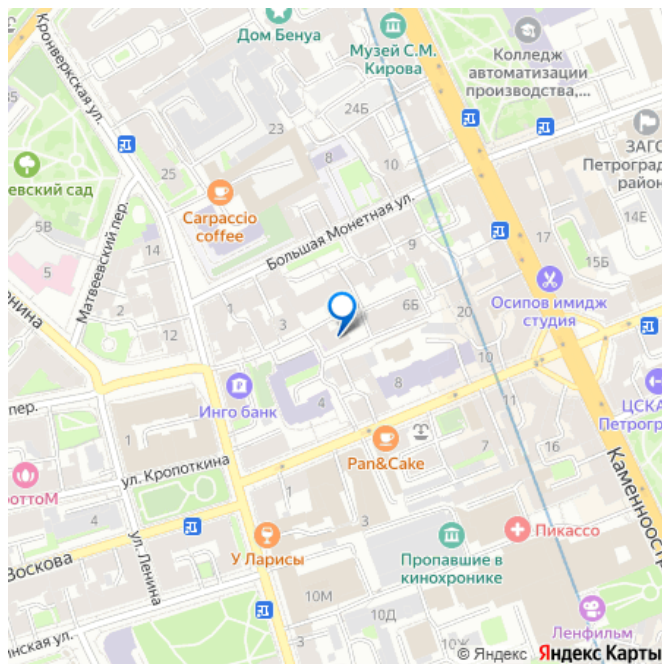 Дом Бенуа
Музей С.М.
Кирова
Колледж
автоматизации
производства,...
Кронверкская ул.
24Б
23
8
10
ЗАГС
Петроград
район
25
евский сад
Carpaccio
coffee
Большая Монетная ул.
14Е
5В
Матвеевский пер.
14
9
17
5
15Б
2
1
3
6Б
20
Осипов имидж
студия
12
енина
10
Инго банк
8
ЦСКА
Петрогр
пер.
4
11
7
1
Pan&Cake
16
Каменноостр
ул. Кропоткина
оттоМ
1
4
3
Пикассо
ул. Ленина
Воскова
У Ларисы
Пропавшие в
кинохронике
10М
10Д
Ленфильм
инская ул.
10Ж
© Яндекс Яндекс Карты